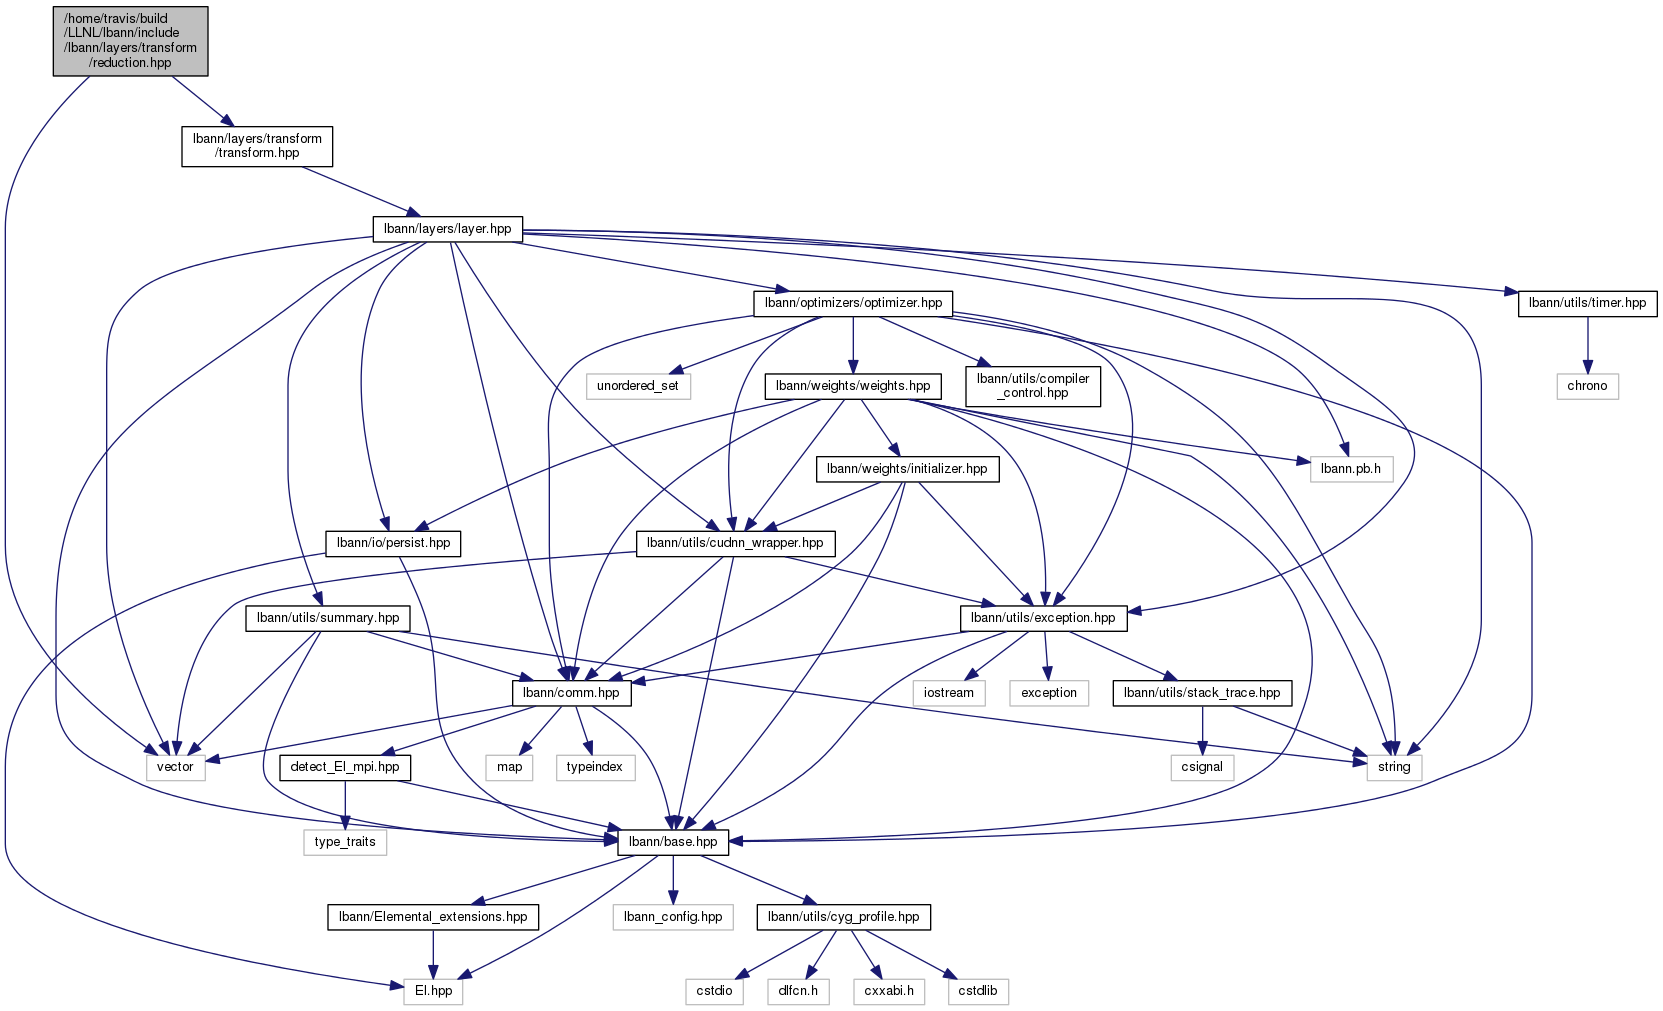 /home/travis/build
/LLNL/lbann/include
/lbann/layers/transform
/reduction.hpp
lbann/layers/transform
/transform.hpp
lbann/layers/layer.hpp
lbann/optimizers/optimizer.hpp
lbann/utils/timer.hpp
unordered_set
lbann/weights/weights.hpp
lbann/utils/compiler
_control.hpp
chrono
lbann/weights/initializer.hpp
lbann.pb.h
lbann/io/persist.hpp
lbann/utils/cudnn_wrapper.hpp
lbann/utils/summary.hpp
lbann/utils/exception.hpp
lbann/comm.hpp
iostream
exception
lbann/utils/stack_trace.hpp
vector
detect_El_mpi.hpp
map
typeindex
csignal
string
type_traits
lbann/base.hpp
lbann/Elemental_extensions.hpp
lbann_config.hpp
lbann/utils/cyg_profile.hpp
El.hpp
cstdio
dlfcn.h
cxxabi.h
cstdlib